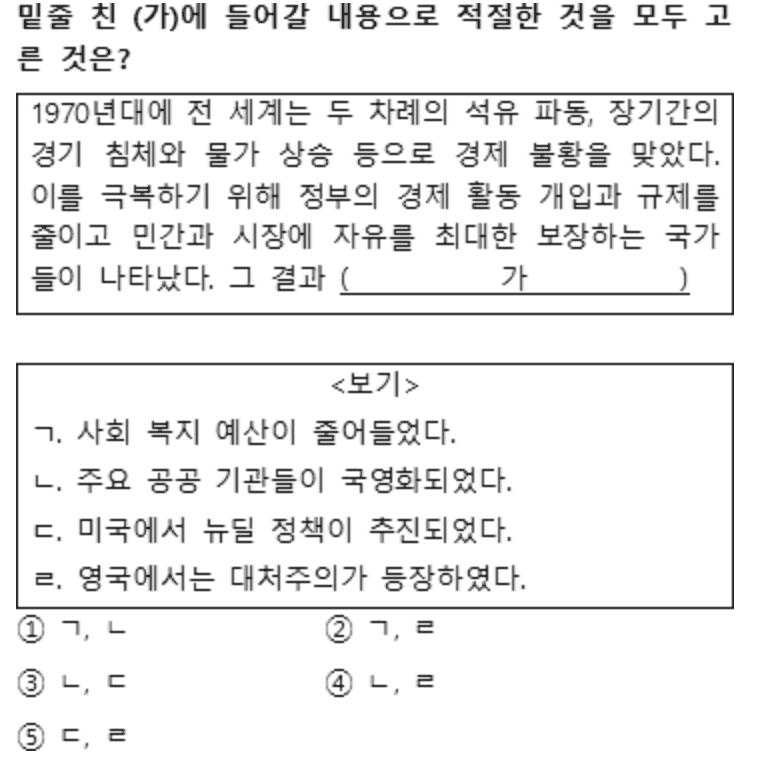 밑줄 친 (가)에 들어갈 내용으로 적절한 것을 모두 고
른 것은?
1970년대에 전 세계는 두 차례의 석유 파동, 장기간의
경기 침체와 물가 상승 등으로 경제 불황을 맞았다.
이를 극복하기 위해 정부의 경제 활동 개입과 규제를
줄이고 민간과 시장에 자유를 최대한 보장하는 국가
들이 나타났다. 그 결과 ( 가 )
<보기>
ㄱ. 사회 복지 예산이 줄어들었다.
ㄴ. 주요 공공 기관들이 국영화되었다.
ㄷ. 미국에서 뉴딜 정책이 추진되었다.
ㄹ. 영국에서는 대처주의가 등장하였다.
① ㄱ, ㄴ ② ㄱ, ㄹ
③ ㄴ, ㄷ ④ ㄴ, ㄹ
⑤ ㄷ, ㄹ